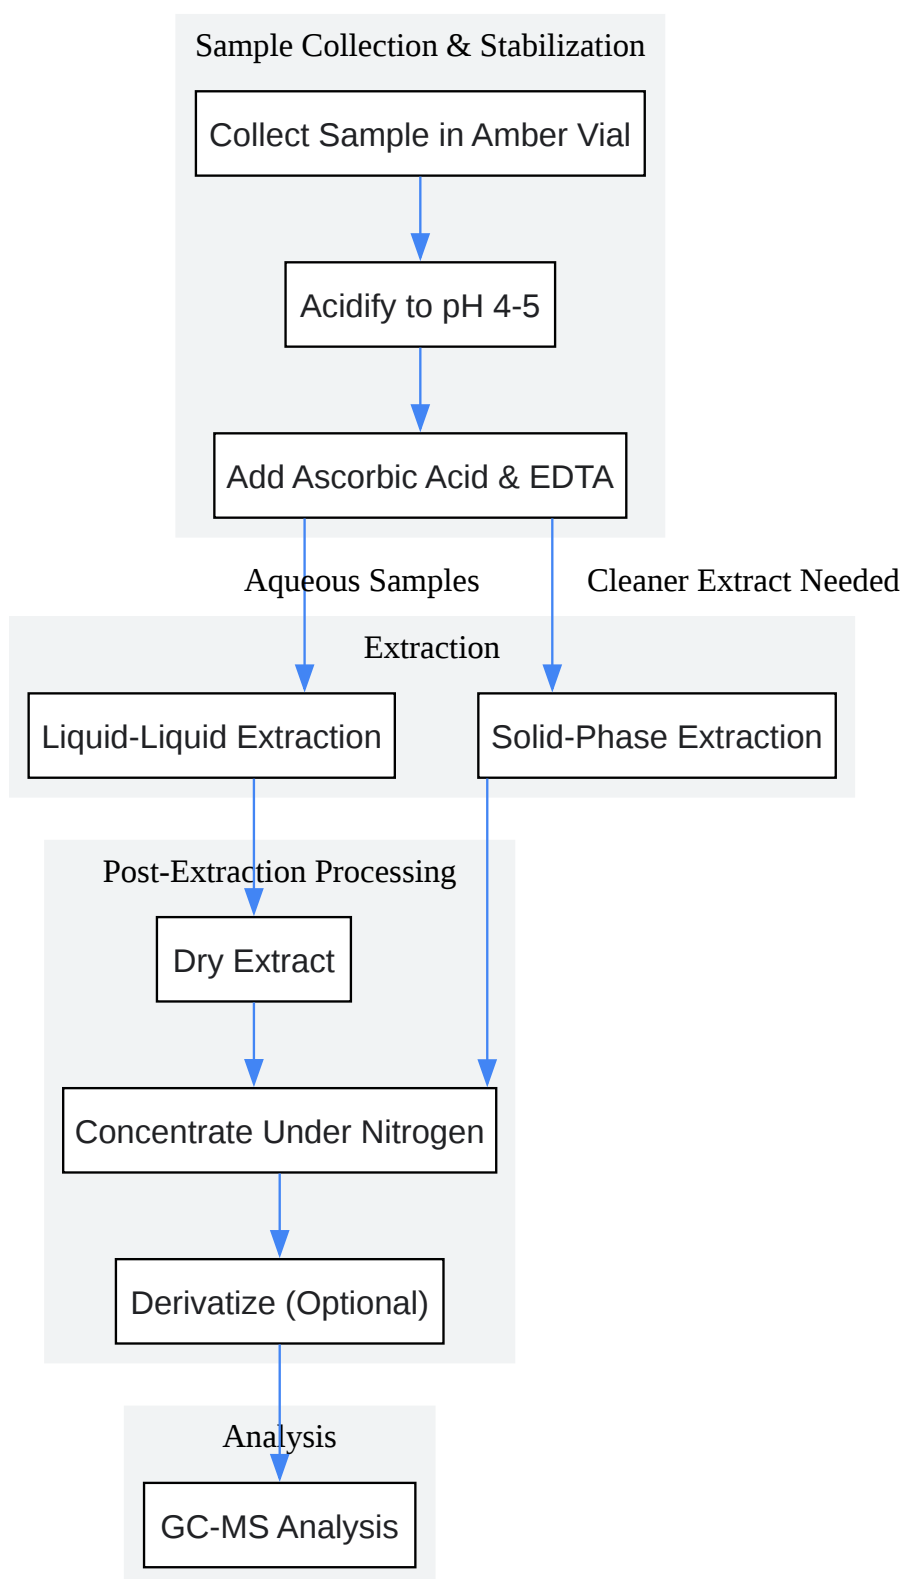 Sample Collection & Stabilization
Collect Sample in Amber Vial
Acidify to pH 4-5
Add Ascorbic Acid & EDTA
Aqueous Samples
Cleaner Extract Needed
Extraction
Liquid-Liquid Extraction
Solid-Phase Extraction
Post-Extraction Processing
Dry Extract
Concentrate Under Nitrogen
Derivatize (Optional)
Analysis
GC-MS Analysis